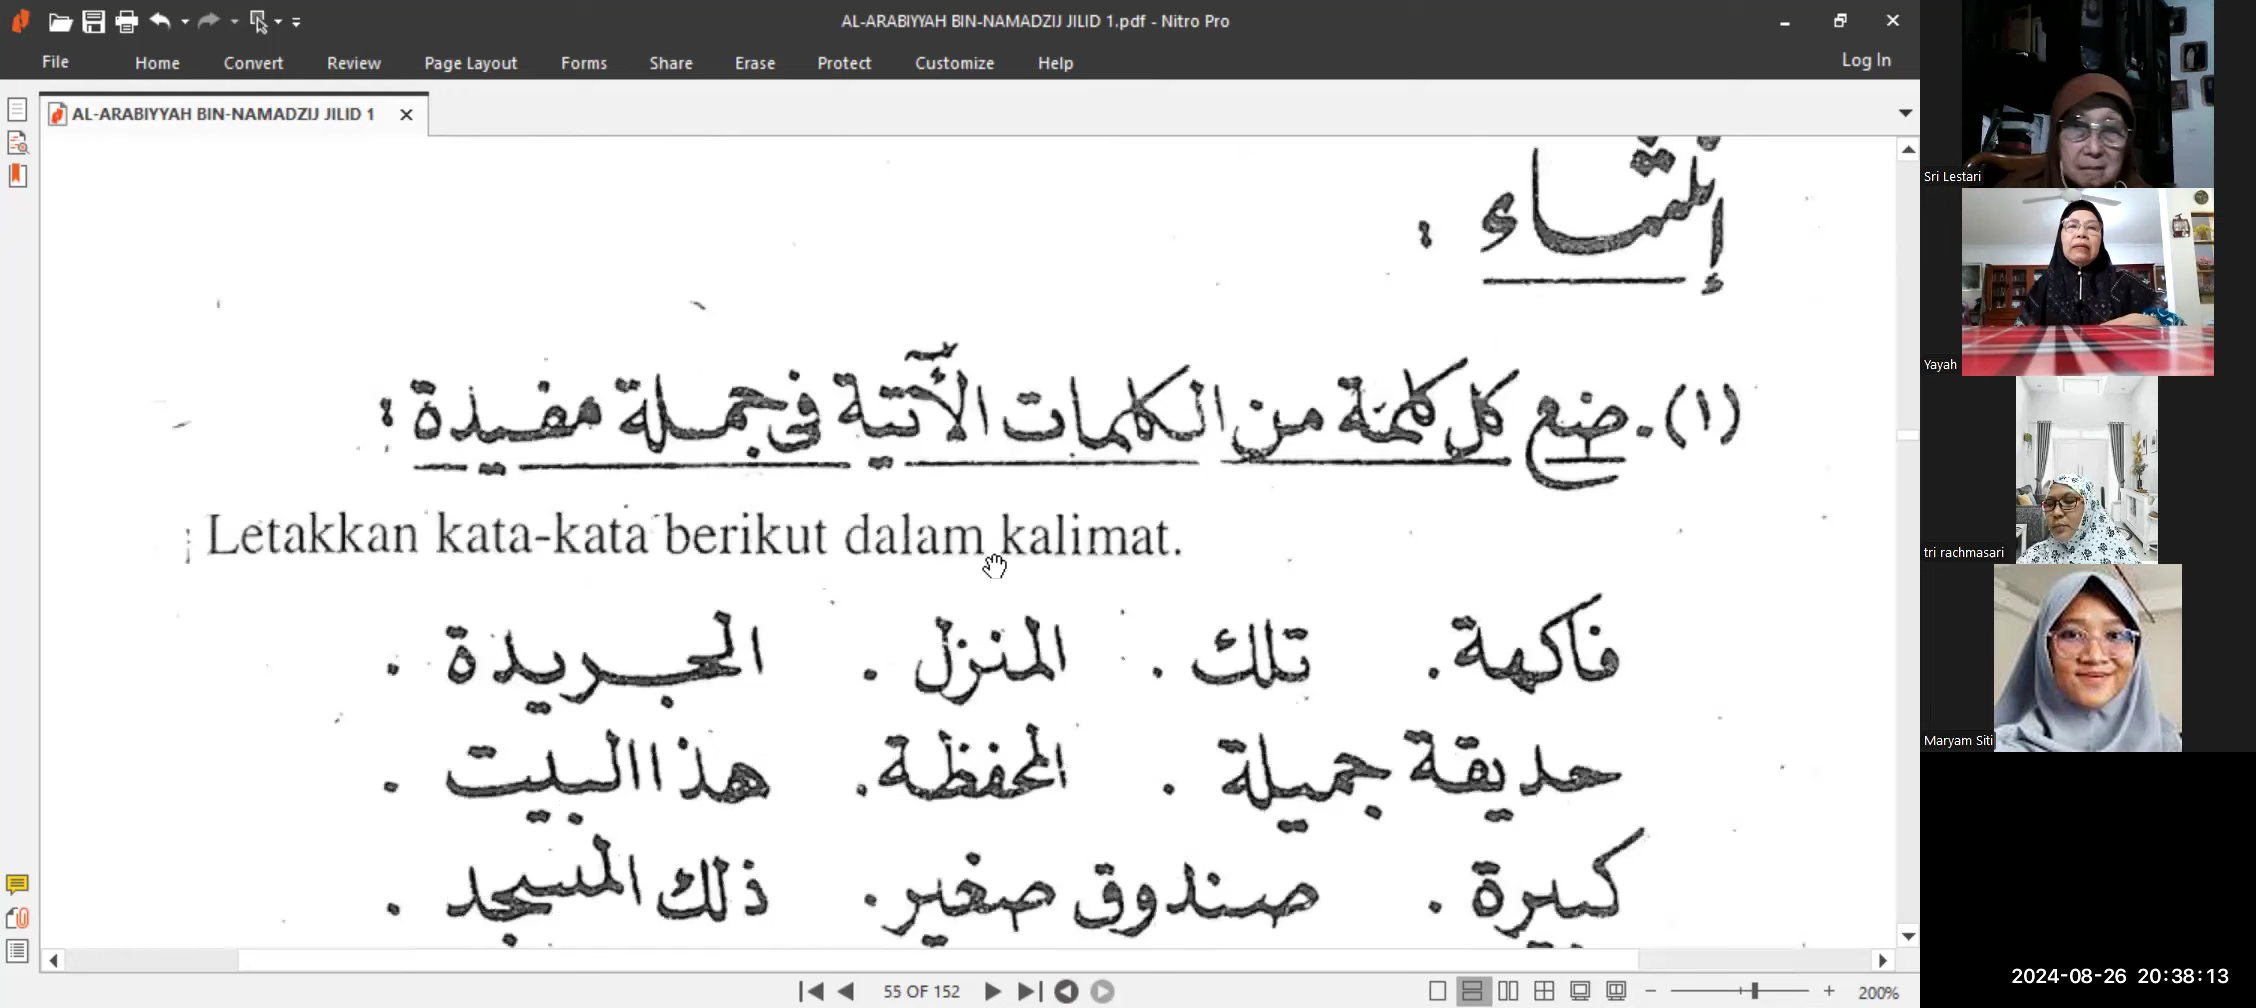 AL-ARABIYYAH BIN-NAMADZIJ JILID 1.pdf - Nitro Pro
File Home Convert Review Page Layout Forms Share Erase Protect Customize Help Log In
AL-ARABIYYAH BIN-NAMADZIJ JILID 1
إنشاء :
(١). ضع كل كلمة من الكلمات الآتية فى جملة مفيدة :
Letakkan kata-kata berikut dalam kalimat.
فاكهة . تلك . المنزل . الجريدة .
حديقة جميلة . المحفظة . هذا البيت .
كبيرة . صندوق صغير . ذلك المسجد .
55 OF 152
200%
Sri Lestari
Yayah
tri rachmasari
Maryam Siti
2024-08-26 20:38:13